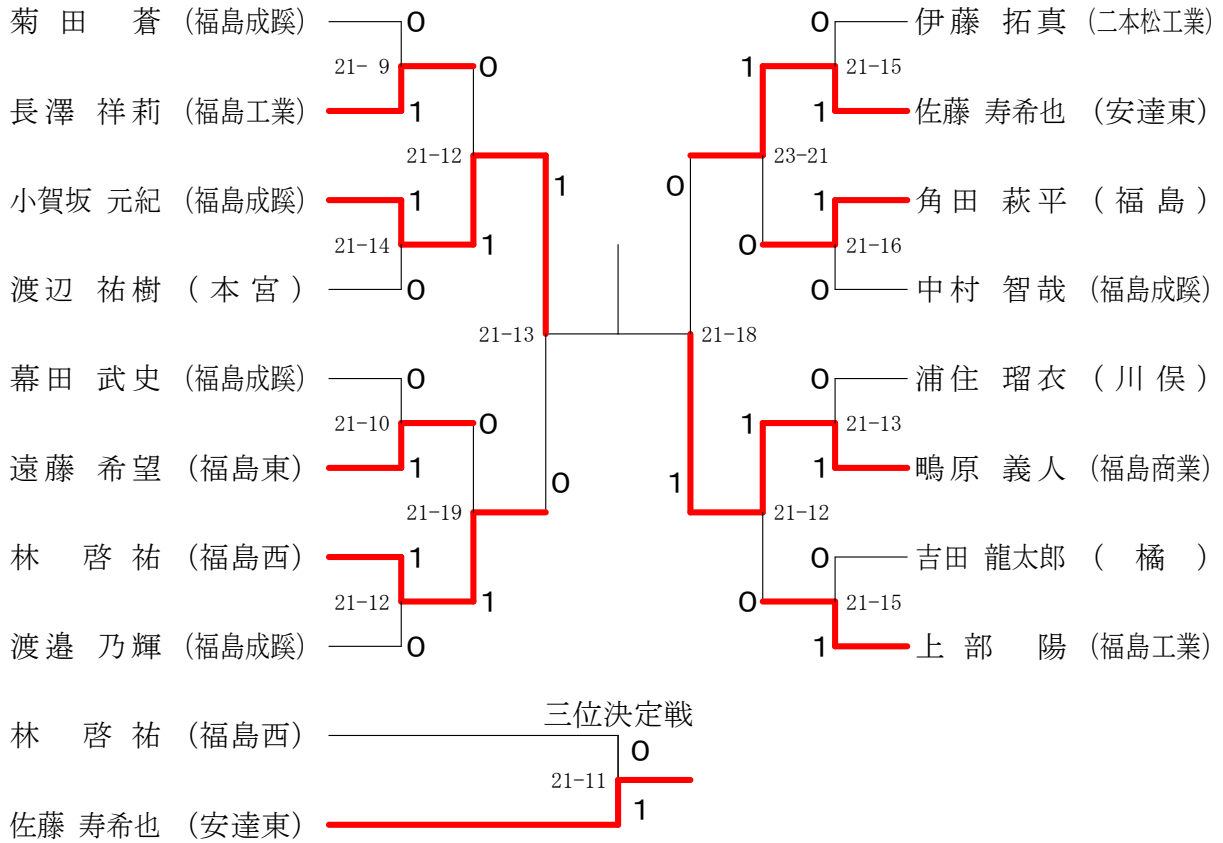 菊田 蒼 (福島成蹊) 0 0 伊藤 拓真 (二本松工業)
21- 9 0 1 21-15
長澤 祥莉 (福島工業) 1 1 佐藤 寿希也 (安達東)
21-12 23-21
1 0
小賀坂 元紀 (福島成蹊) 1 1 角田 萩平 (福島)
21-14 1 0 21-16
渡辺 祐樹 (本宮) 0 0 中村 智哉 (福島成蹊)
21-13 21-18
幕田 武史 (福島成蹊) 0 0 浦住 瑠衣 (川俣)
21-10 0 1 21-13
遠藤 希望 (福島東) 1 1 鴫原 義人 (福島商業)
0 1
21-19 21-12
林 啓祐 (福島西) 1 0 吉田 龍太郎 (橘)
21-12 1 0 21-15
渡邉 乃輝 (福島成蹊) 0 1 上部 陽 (福島工業)
三位決定戦
林 啓祐 (福島西) 0
21-11
佐藤 寿希也 (安達東) 1